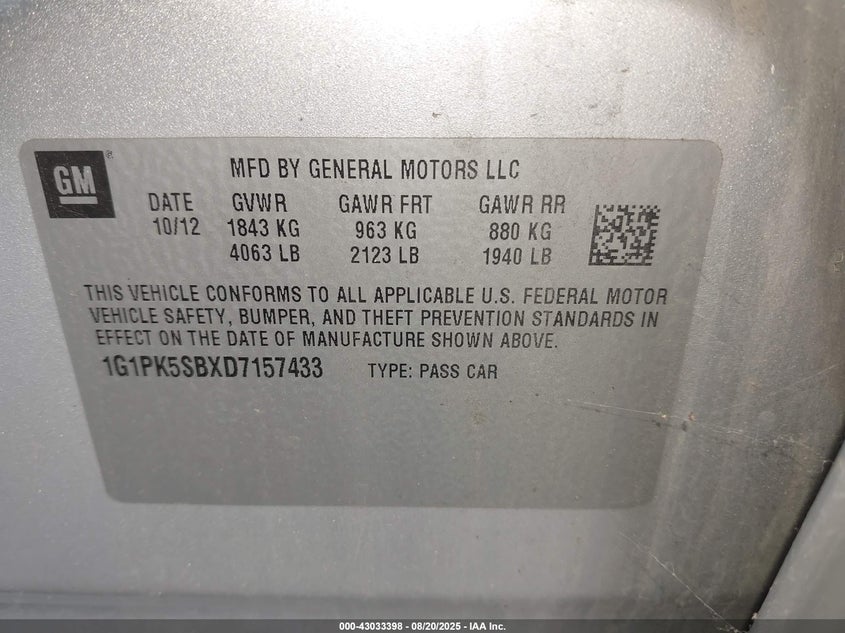 GM
MFD BY GENERAL MOTORS LLC
DATE GVWR GAWR FRT GAWR RR
10/12 1843 KG 963 KG 880 KG
4063 LB 2123 LB 1940 LB
THIS VEHICLE CONFORMS TO ALL APPLICABLE U.S. FEDERAL MOTOR
VEHICLE SAFETY, BUMPER, AND THEFT PREVENTION STANDARDS IN
EFFECT ON THE DATE OF MANUFACTURE SHOWN ABOVE.
1G1PK5SBXD7157433 TYPE: PASS CAR
000-43033398 - 08/20/2025 - IAA Inc.